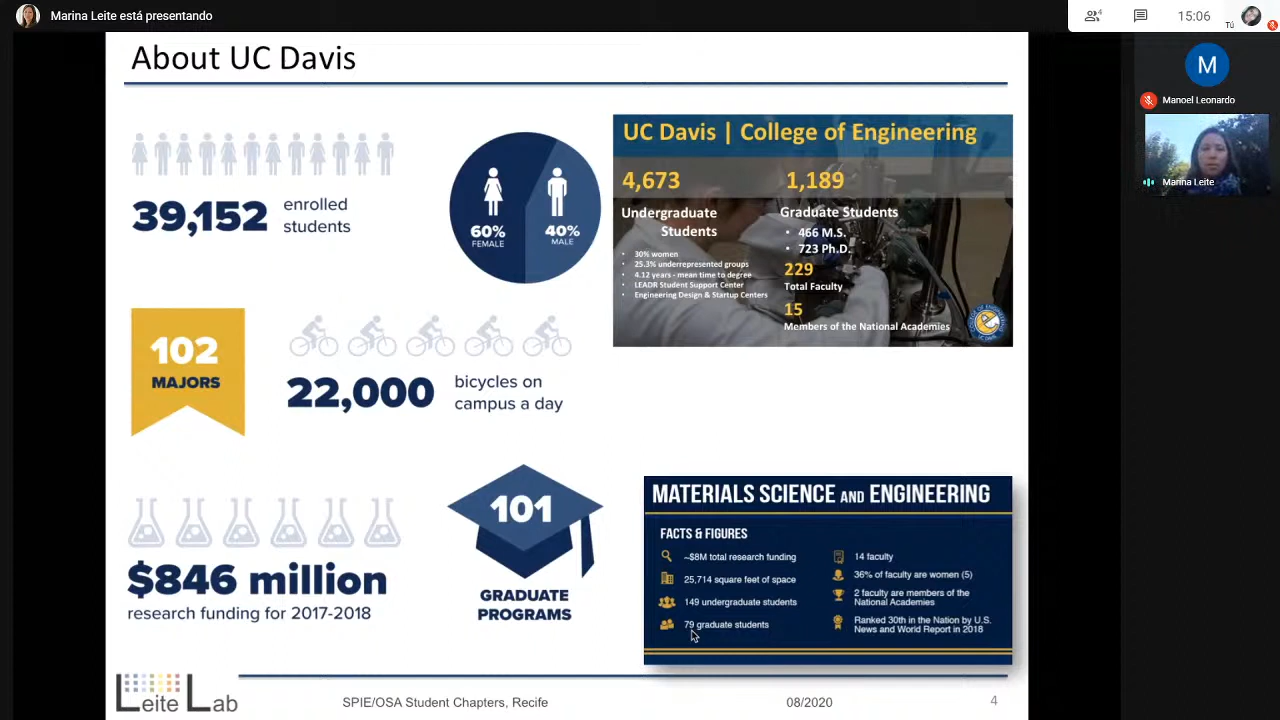 Marina Leite está presentando
4
15:06
Tú
About UC Davis
39,152 enrolled
students
60%
FEMALE
40%
MALE
UC Davis | College of Engineering
4,673
Undergraduate
Students
• 30% women
• 25.3% underrepresented groups
• 4.12 years - mean time to degree
• LEADR Student Support Center
• Engineering Design & Startup Centers
1,189
Graduate Students
• 466 M.S.
• 723 Ph.D.
229
Total Faculty
15
Members of the National Academies
COLLEGE OF ENGINEERING
UC DAVIS
M
Manoel Leonardo
Marina Leite
102
MAJORS
22,000 bicycles on
campus a day
$846 million
research funding for 2017-2018
101
GRADUATE
PROGRAMS
MATERIALS SCIENCE AND ENGINEERING
FACTS & FIGURES
~$8M total research funding
25,714 square feet of space
149 undergraduate students
79 graduate students
14 faculty
36% of faculty are women (5)
2 faculty are members of the
National Academies
Ranked 30th in the Nation by U.S.
News and World Report in 2018
Leite Lab
SPIE/OSA Student Chapters, Recife
08/2020
4